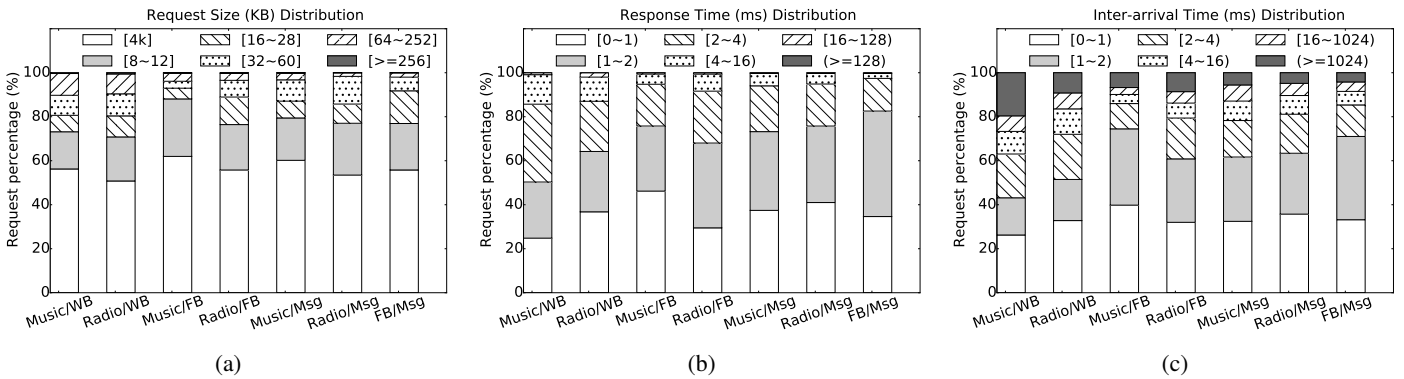 Request Size (KB) Distribution
[4k] [16~28] [64~252]
[8~12] [32~60] [>=256]
Request percentage (%)
100
80
60
40
20
0
Music/WB
Radio/WB
Music/FB
Radio/FB
Music/Msg
Radio/Msg
FB/Msg
(a)
Response Time (ms) Distribution
[0~1) [2~4) [16~128)
[1~2) [4~16) (>=128)
Request percentage (%)
100
80
60
40
20
0
Music/WB
Radio/WB
Music/FB
Radio/FB
Music/Msg
Radio/Msg
FB/Msg
(b)
Inter-arrival Time (ms) Distribution
[0~1) [2~4) [16~1024)
[1~2) [4~16) (>=1024)
Request percentage (%)
100
80
60
40
20
0
Music/WB
Radio/WB
Music/FB
Radio/FB
Music/Msg
Radio/Msg
FB/Msg
(c)